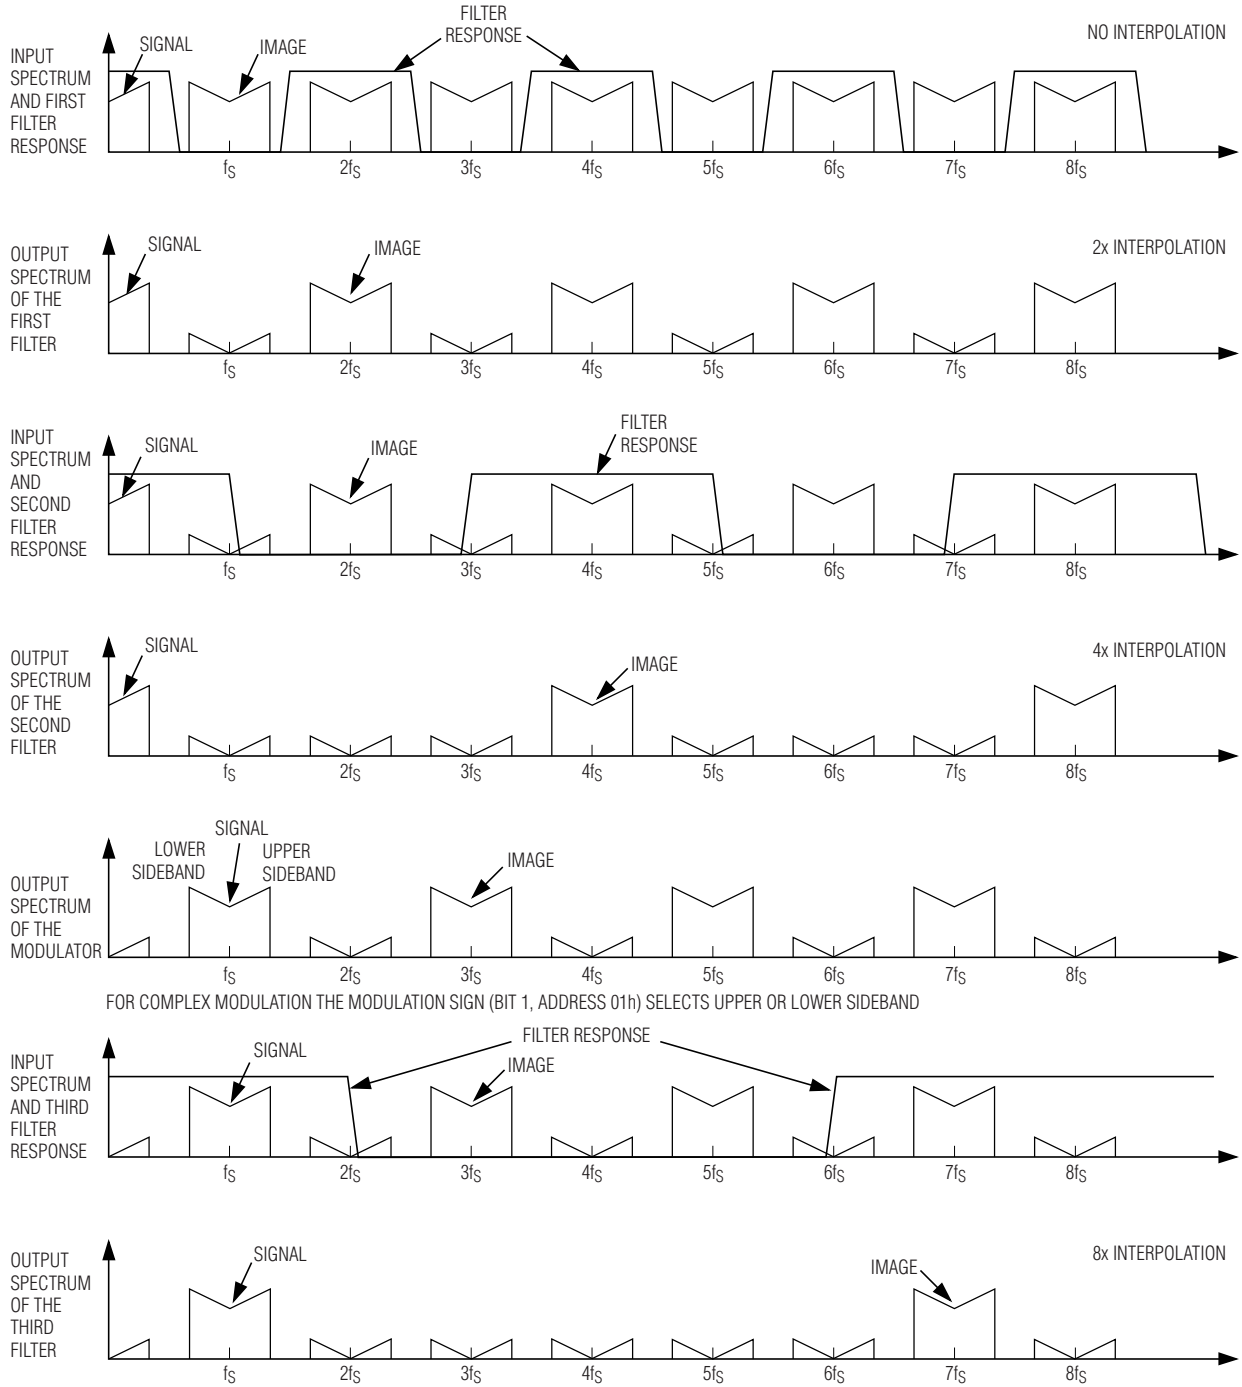 FILTER
RESPONSE
NO INTERPOLATION
SIGNAL
IMAGE
INPUT
SPECTRUM
AND FIRST
FILTER
RESPONSE
fS 2fS 3fS 4fS 5fS 6fS 7fS 8fS
2x INTERPOLATION
SIGNAL
IMAGE
OUTPUT
SPECTRUM
OF THE
FIRST
FILTER
fS 2fS 3fS 4fS 5fS 6fS 7fS 8fS
FILTER
RESPONSE
SIGNAL
IMAGE
INPUT
SPECTRUM
AND
SECOND
FILTER
RESPONSE
fS 2fS 3fS 4fS 5fS 6fS 7fS 8fS
4x INTERPOLATION
SIGNAL
IMAGE
OUTPUT
SPECTRUM
OF THE
SECOND
FILTER
fS 2fS 3fS 4fS 5fS 6fS 7fS 8fS
SIGNAL
LOWER
SIDEBAND
UPPER
SIDEBAND
IMAGE
OUTPUT
SPECTRUM
OF THE
MODULATOR
fS 2fS 3fS 4fS 5fS 6fS 7fS 8fS
FOR COMPLEX MODULATION THE MODULATION SIGN (BIT 1, ADDRESS 01h) SELECTS UPPER OR LOWER SIDEBAND
FILTER RESPONSE
SIGNAL
IMAGE
INPUT
SPECTRUM
AND THIRD
FILTER
RESPONSE
fS 2fS 3fS 4fS 5fS 6fS 7fS 8fS
8x INTERPOLATION
SIGNAL
IMAGE
OUTPUT
SPECTRUM
OF THE
THIRD
FILTER
fS 2fS 3fS 4fS 5fS 6fS 7fS 8fS